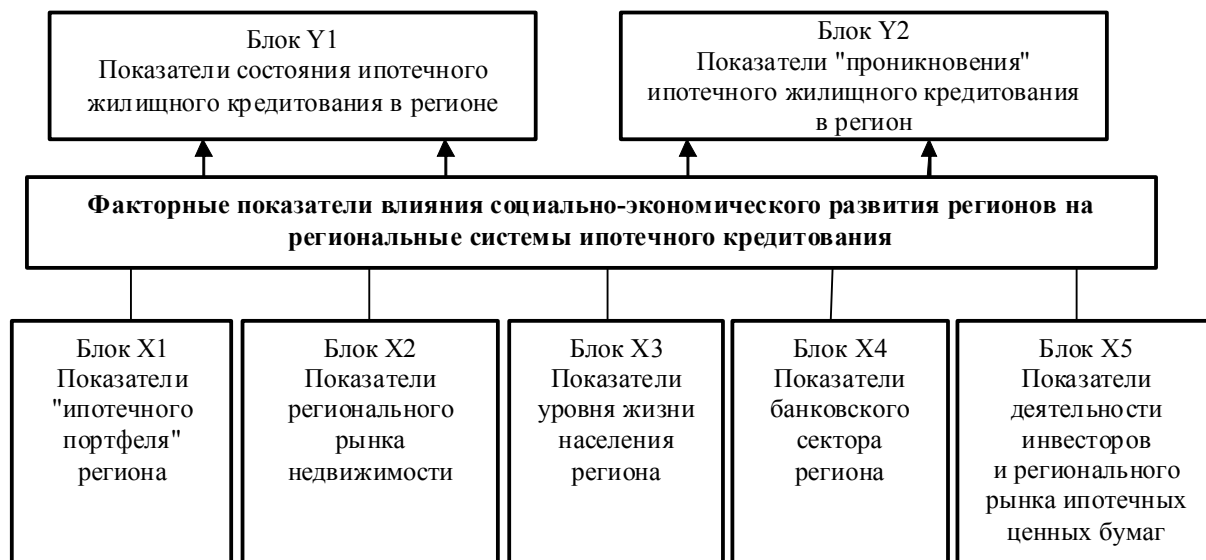 Блок Y1
Показатели состояния ипотечного
жилищного кредитования в регионе
Блок Y2
Показатели "проникновения"
ипотечного жилищного кредитования
в регион
Факторные показатели влияния социально-экономического развития регионов на
региональные системы ипотечного кредитования
Блок X1
Показатели
"ипотечного
портфеля"
региона
Блок X2
Показатели
регионального
рынка
недвижимости
Блок X3
Показатели
уровня жизни
населения
региона
Блок X4
Показатели
банковского
сектора
региона
Блок X5
Показатели
деятельности
инвесторов
и регионального
рынка ипотечных
ценных бумаг